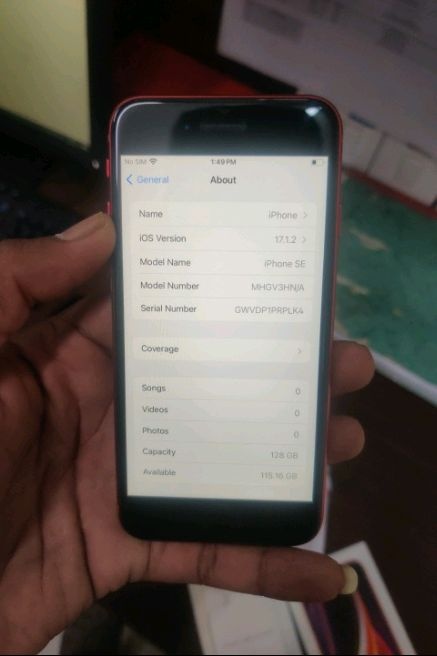 No SIM 1:49 PM
General About
Name iPhone
iOS Version 17.1.2
Model Name iPhone SE
Model Number MHGV3HN/A
Serial Number GWVDP1PRPLK4
Coverage
Songs 0
Videos 0
Photos 0
Capacity 128 GB
Available 115.16 GB